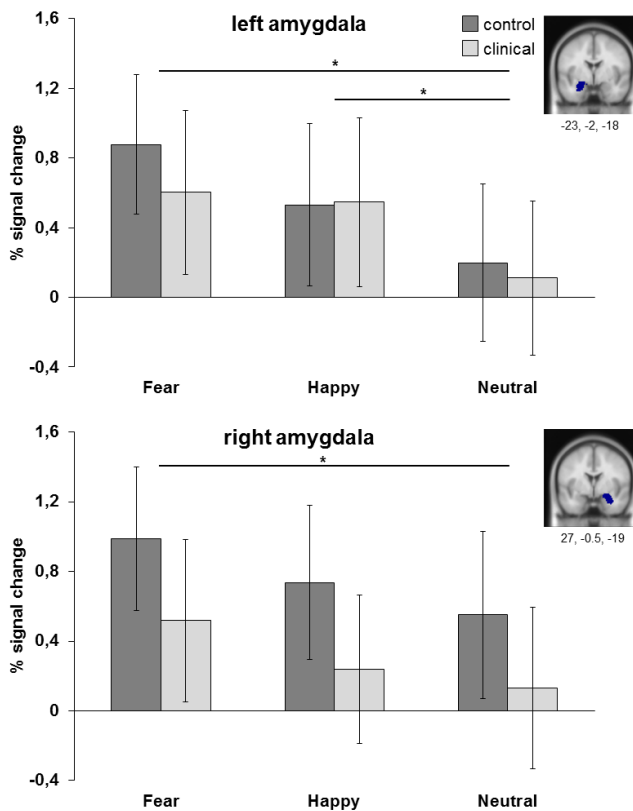 left amygdala
control
clinical
% signal change
1,6
1,2
0,8
0,4
0
-0,4
*
*
-23, -2, -18
Fear Happy Neutral
right amygdala
% signal change
1,6
1,2
0,8
0,4
0
-0,4
*
27, -0.5, -19
Fear Happy Neutral